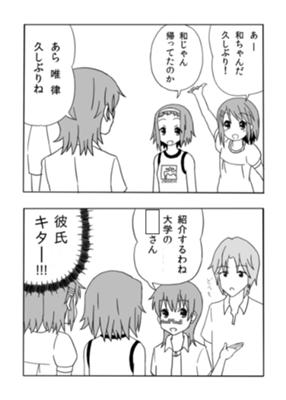 あー
和ちゃんだ
久しぶり!
和じゃん
帰ってたのか
あら 唯 律
久しぶりね
紹介するわね
大学の
さん
彼氏
キター!!!